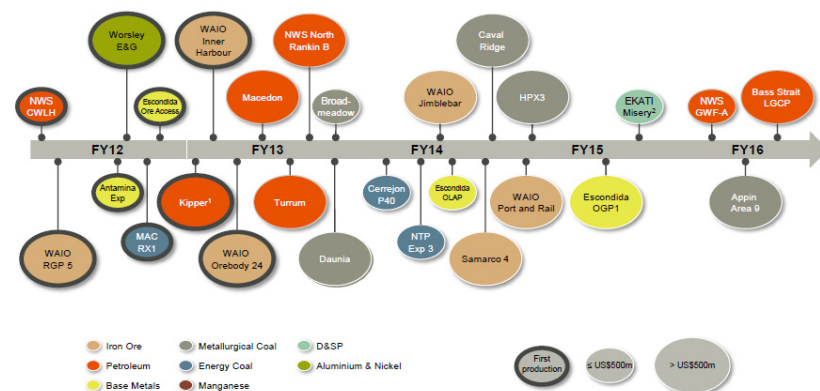 NWS
CWLH
Worsley
E&G
Escondida
Ore Access
WAIO
Inner
Harbour
Macedon
NWS North
Rankin B
Broad-
meadow
WAIO
Jimblebar
Caval
Ridge
HPX3
EKATI
Misery²
NWS
GWF-A
Bass Strait
LGCP
FY12
FY13
FY14
FY15
FY16
WAIO
RGP 5
Antamina
Exp
MAC
RX1
Kipper¹
WAIO
Orebody 24
Turrum
Daunia
Cerrejon
P40
NTP
Exp 3
Escondida
OLAP
Samarco 4
WAIO
Port and Rail
Escondida
OGP1
Appin
Area 9
Iron Ore
Metallurgical Coal
D&SP
Petroleum
Energy Coal
Aluminium & Nickel
Base Metals
Manganese
First
production
≤ US$500m
> US$500m